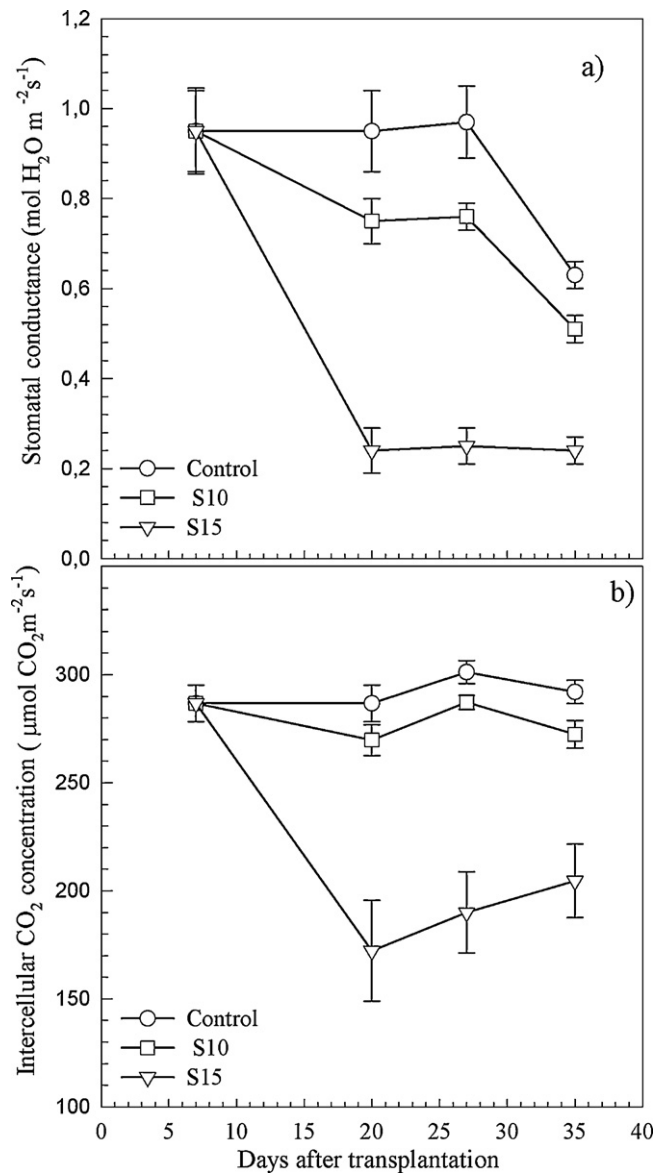 1,2
1,0
0,8
0,6
0,4
0,2
0,0
Stomatal conductance (mol H₂O m⁻²s⁻¹)
a)
Control
S10
S15
300
250
200
150
100
Intercellular CO₂ concentration ( μmol CO₂m⁻²s⁻¹)
b)
Control
S10
S15
0 5 10 15 20 25 30 35 40
Days after transplantation